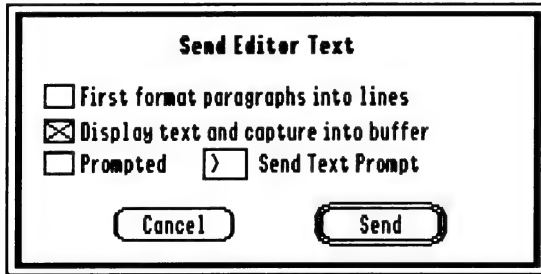 Send Editor Text
First format paragraphs into lines
Display text and capture into buffer
Prompted > Send Text Prompt
Cancel Send